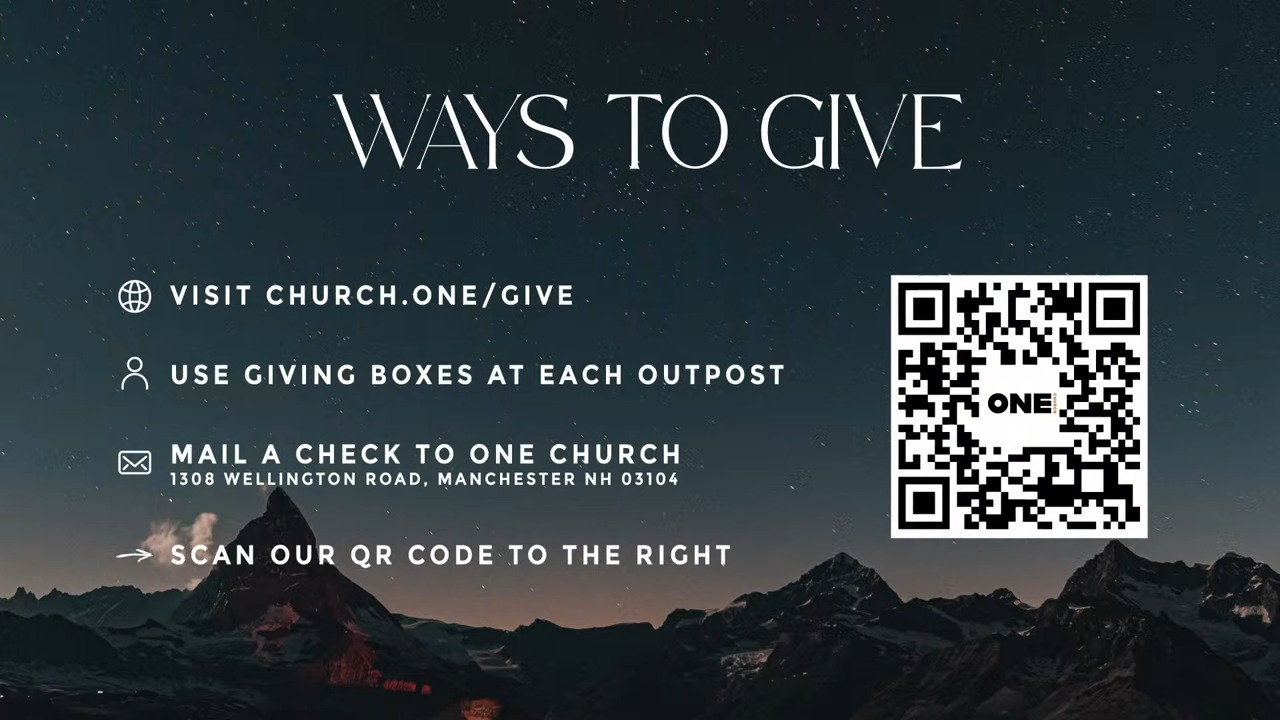 WAYS TO GIVE
VISIT CHURCH.ONE/GIVE
USE GIVING BOXES AT EACH OUTPOST
MAIL A CHECK TO ONE CHURCH
1308 WELLINGTON ROAD, MANCHESTER NH 03104
SCAN OUR QR CODE TO THE RIGHT
ONE